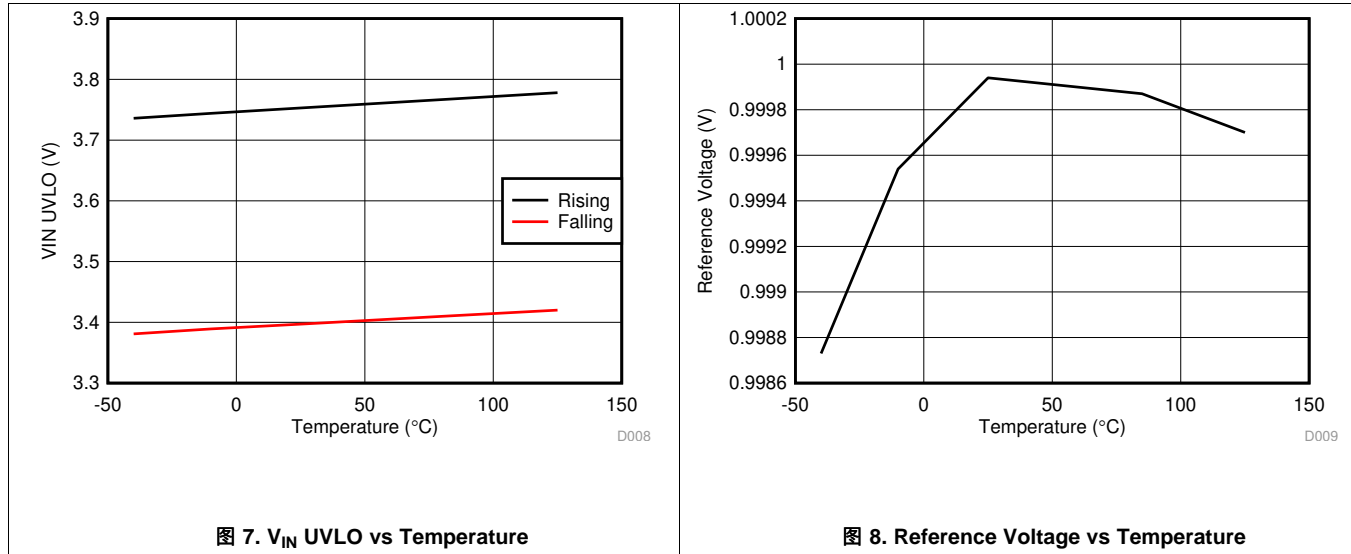 3.9
3.8
3.7
3.6
3.5
3.4
3.3
VIN UVLO (V)
Rising
Falling
-50 0 50 100 150
Temperature (°C)
D008
图 7. VIN UVLO vs Temperature
1.0002
1
0.9998
0.9996
0.9994
0.9992
0.999
0.9988
0.9986
Reference Voltage (V)
-50 0 50 100 150
Temperature (°C)
D009
图 8. Reference Voltage vs Temperature